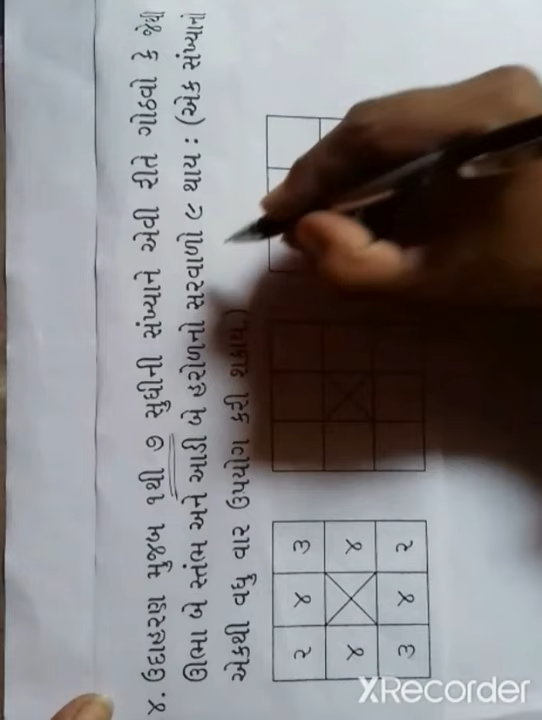 ૪. ઉદાહરણ મુજબ ૧થી ૭ સુધીની સંખ્યાને એવી રીતે ગોઠવો કે જેથી
ઊભા બે સ્તંભ અને આડી બે હરોળનો સરવાળો ૯ થાય : (એક સંખ્યાનો
એકથી વધુ વાર ઉપયોગ કરી શકાય.)
૨ ૪ ૩
૪ ૪
૩ ૪ ૨
XRecorder